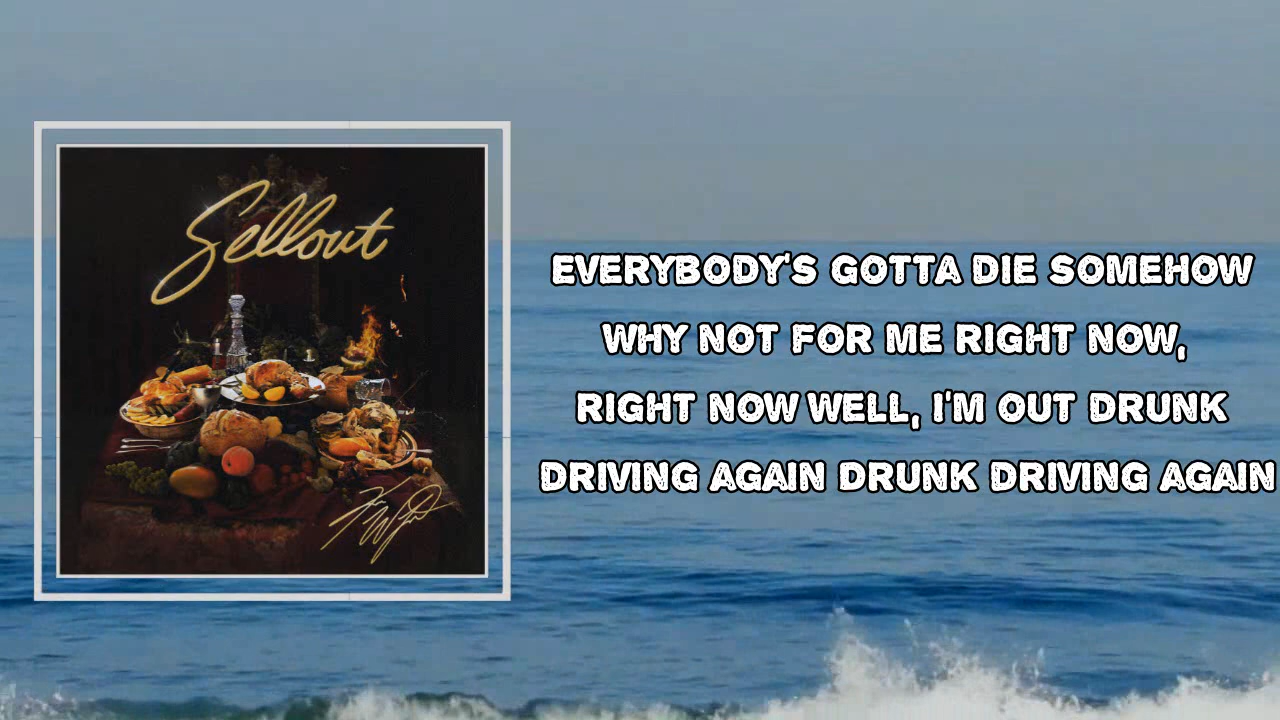 Sellout
EVERYBODY'S GOTTA DIE SOMEHOW
WHY NOT FOR ME RIGHT NOW,
RIGHT NOW WELL, I'M OUT DRUNK
DRIVING AGAIN DRUNK DRIVING AGAIN